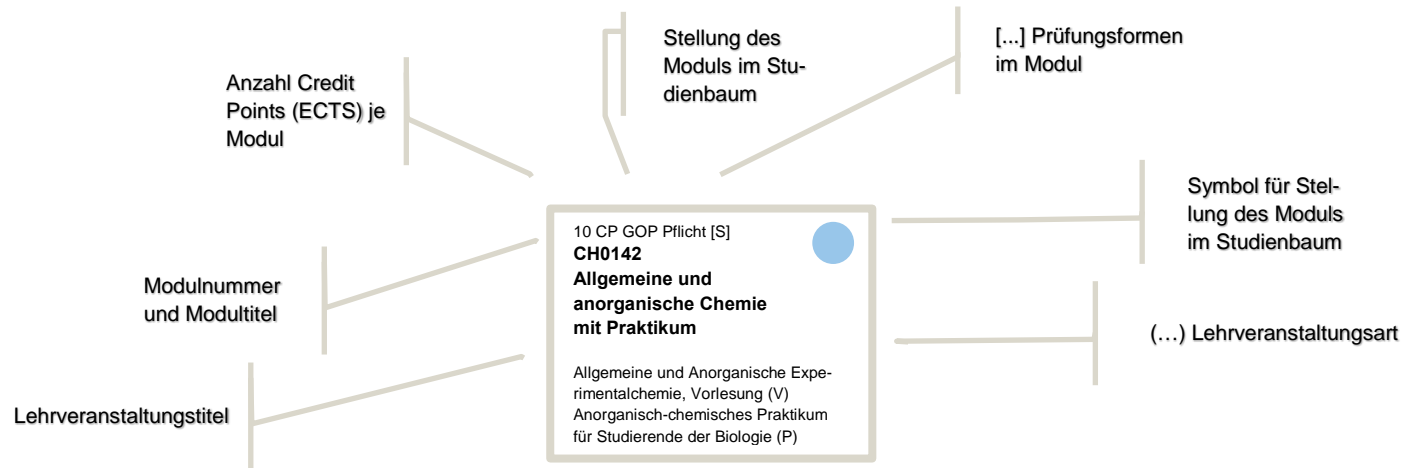 Stellung des
Moduls im Stu-
dienbaum
[...] Prüfungsformen
im Modul
Anzahl Credit
Points (ECTS) je
Modul
Symbol für Stel-
lung des Moduls
im Studienbaum
10 CP GOP Pflicht [S]
CH0142
Allgemeine und
anorganische Chemie
mit Praktikum
Allgemeine und Anorganische Expe-
rimentalchemie, Vorlesung (V)
Anorganisch-chemisches Praktikum
für Studierende der Biologie (P)
Modulnummer
und Modultitel
(…) Lehrveranstaltungsart
Lehrveranstaltungstitel